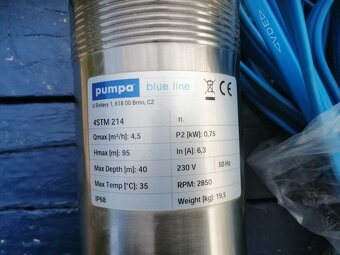 pumpa blue line
U Svitavy 1, 618 00 Brno, CZ
4STM 214 n.
Qmax [m³/h]: 4,5 P2 [kW]: 0,75
Hmax [m]: 95 In [A]: 6,3
Max Depth [m]: 40 230 V 50 Hz
Max Temp [°C]: 35 RPM: 2850
IP68 Weight [kg]: 19,5